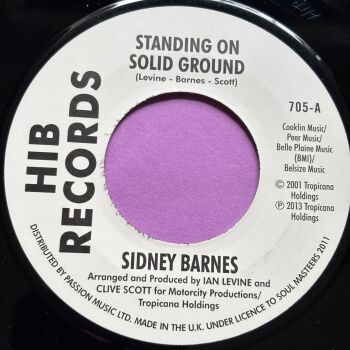 STANDING ON
SOLID GROUND
(Levine - Barnes - Scott)
HIB
RECORDS
705-A
Cooklin Music/
Peer Music/
Belle Plaine Music
(BMI)/
Belsize Music
© 2001 Tropicana
Holdings
℗ 2013 Tropicana
Holdings
SIDNEY BARNES
Arranged and Produced by IAN LEVINE and
CLIVE SCOTT for Motorcity Productions/
Tropicana Holdings
DISTRIBUTED BY PASSION MUSIC LTD. MADE IN THE U.K. UNDER LICENCE TO SOUL MASTEERS 2011